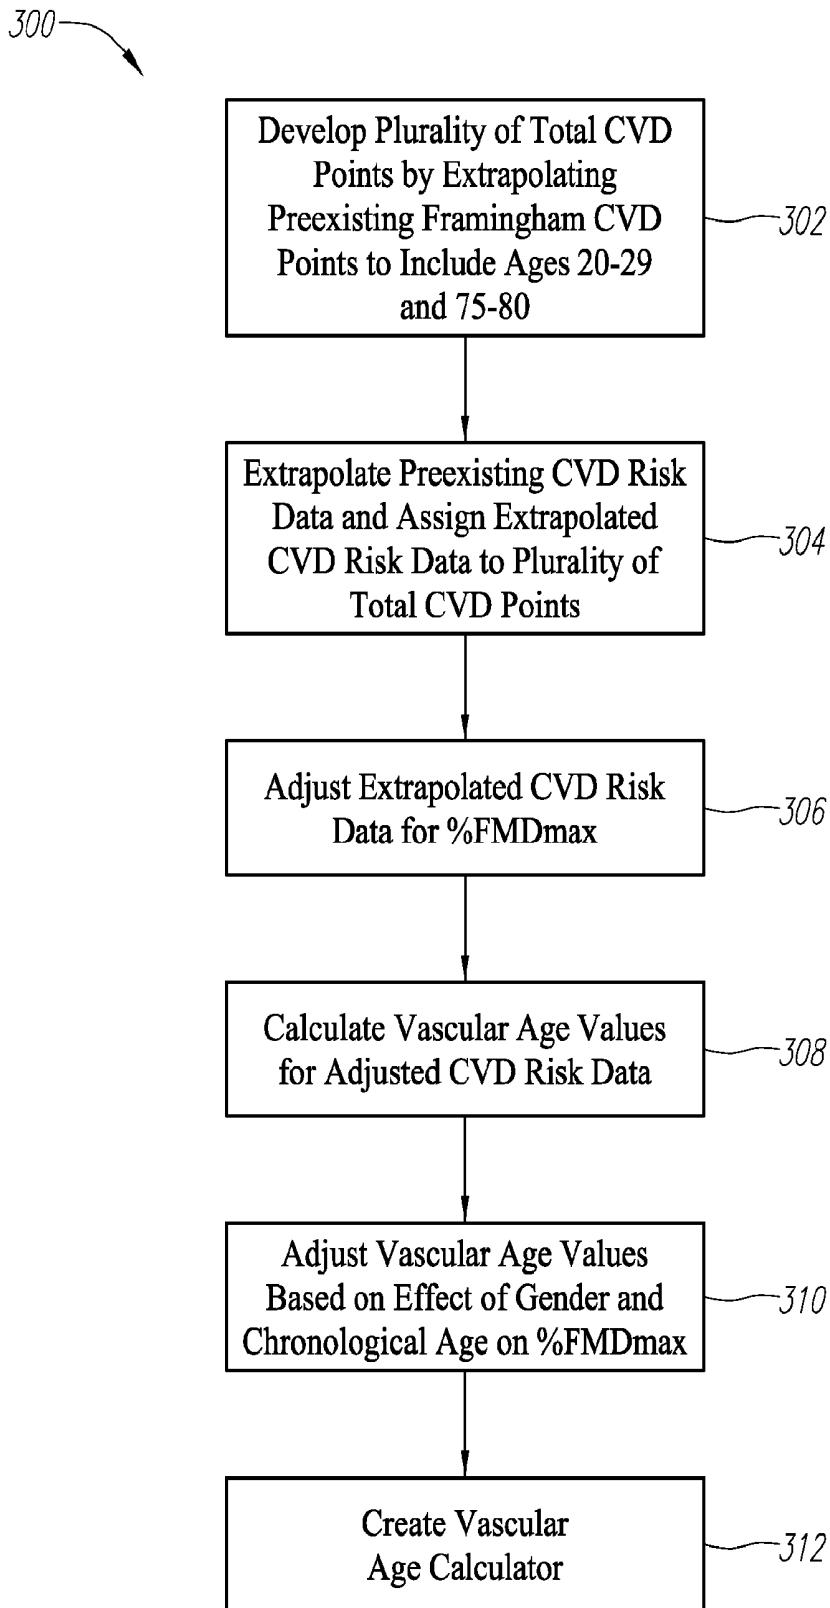 300
Develop Plurality of Total CVD
Points by Extrapolating
Preexisting Framingham CVD
Points to Include Ages 20-29
and 75-80
302
Extrapolate Preexisting CVD Risk
Data and Assign Extrapolated
CVD Risk Data to Plurality of
Total CVD Points
304
Adjust Extrapolated CVD Risk
Data for %FMDmax
306
Calculate Vascular Age Values
for Adjusted CVD Risk Data
308
Adjust Vascular Age Values
Based on Effect of Gender and
Chronological Age on %FMDmax
310
Create Vascular
Age Calculator
312